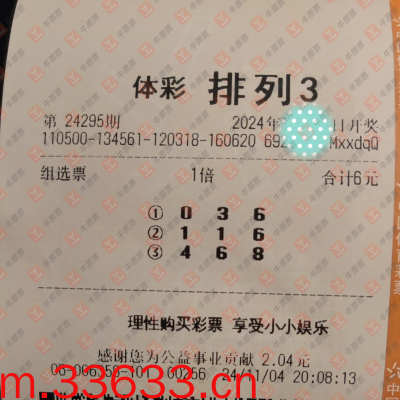 体彩 排列3
第 24295期 2024年 日开奖
110500-134561-120318-160620 69 MxxdqQ
组选票 1倍 合计6元
① 0 3 6
② 1 1 6
③ 4 6 8
理性购买彩票 享受小小娱乐
感谢您为公益事业贡献 2.04元
24/11/04 20:08:13
m.33633.cn